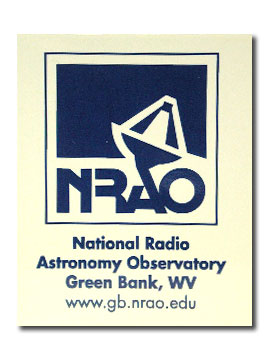 NRAO
National Radio
Astronomy Observatory
Green Bank, WV
www.gb.nrao.edu